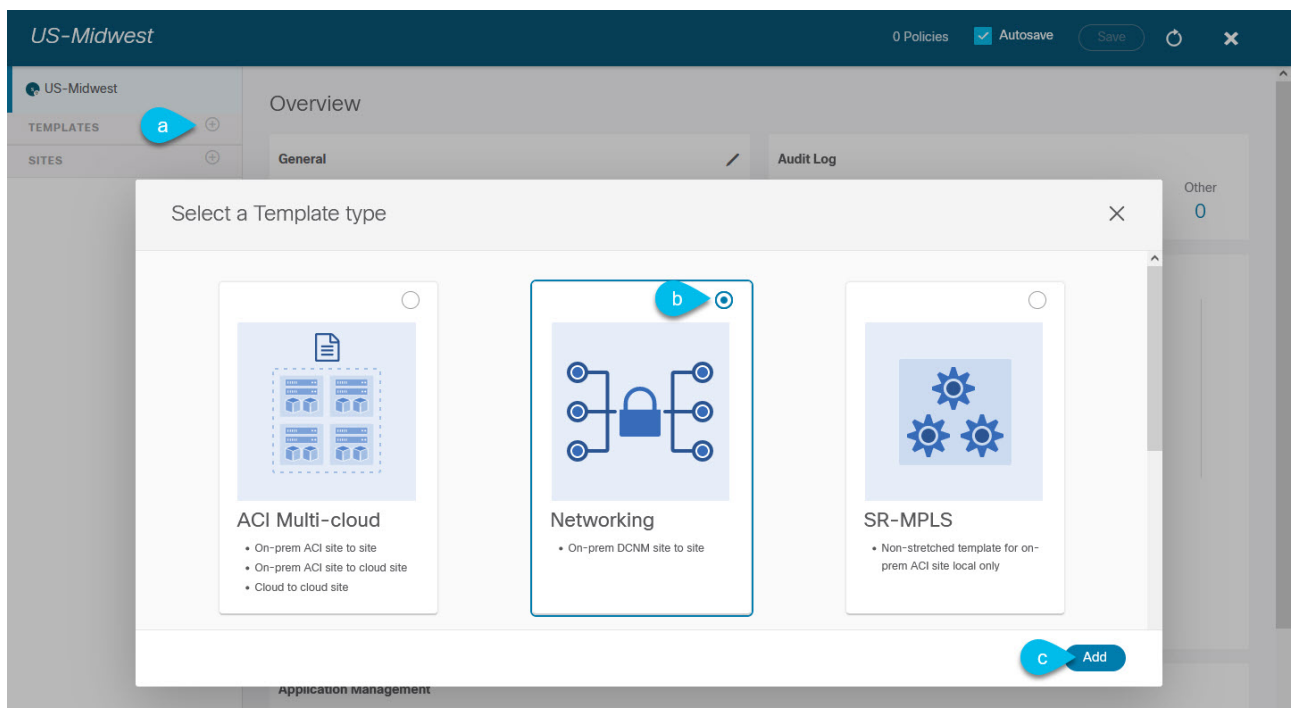 US-Midwest
0 Policies
Autosave
Save
US-Midwest
TEMPLATES
a
SITES
Overview
General
Audit Log
Other
0
Select a Template type
b
ACI Multi-cloud
• On-prem ACI site to site
• On-prem ACI site to cloud site
• Cloud to cloud site
Networking
• On-prem DCNM site to site
SR-MPLS
• Non-stretched template for on-
prem ACI site local only
c
Add
Application Management